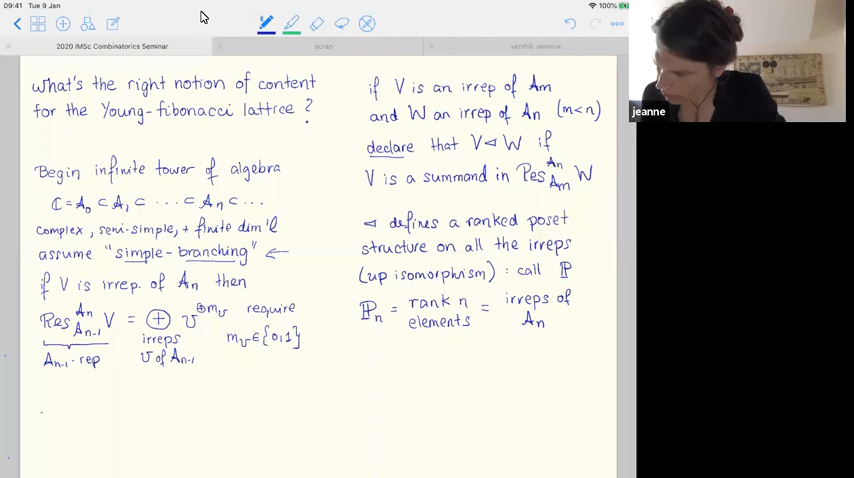 09:41 Tue 9 Jan
100%
2020 IMSc Combinatorics Seminar
scrap
vershik seminar
what's the right notion of content
for the Young-fibonacci lattice ?
Begin infinite tower of algebra
ℂ = A₀ ⊂ A₁ ⊂ ··· ⊂ Aₙ ⊂ ···
complex, semi-simple, + finite dim'l
assume "simple-branching" ←
if V is irrep. of Aₙ then
Res^{Aₙ}_{Aₙ₋₁} V = ⊕ υ^{⊕m_υ} require
irreps m_υ ∈ {0,1}
Aₙ₋₁-rep υ of Aₙ₋₁
if V is an irrep of Aₘ
and W an irrep of Aₙ (m<n)
declare that V ⊲ W if
V is a summand in Res^{Aₙ}_{Aₘ} W
⊲ defines a ranked poset
structure on all the irreps
(up isomorphism) : call ℙ
ℙₙ = rank n elements = irreps of Aₙ
jeanne